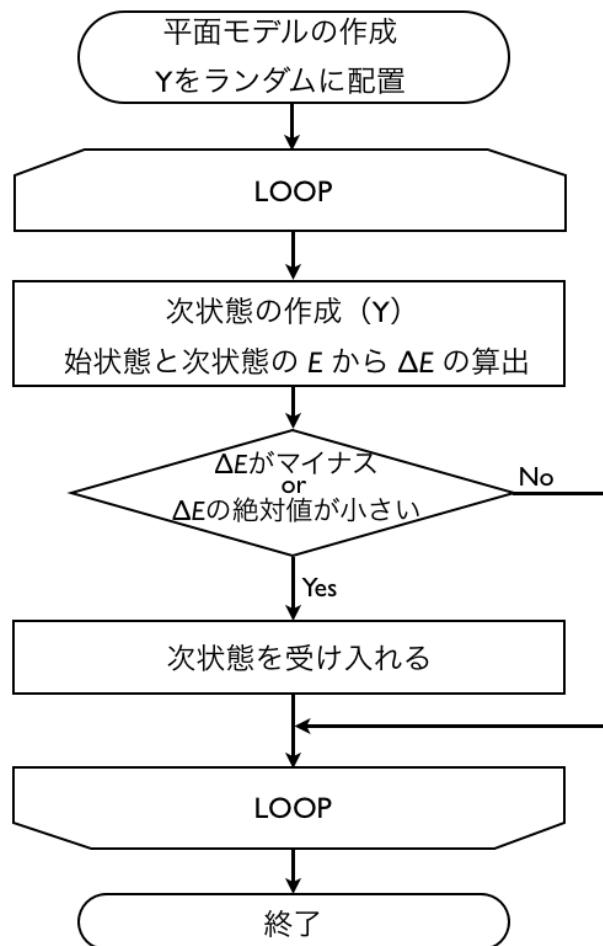 平面モデルの作成
Yをランダムに配置
LOOP
次状態の作成（Y）
始状態と次状態の E から ΔE の算出
ΔEがマイナス
or
ΔEの絶対値が小さい
No
Yes
次状態を受け入れる
LOOP
終了